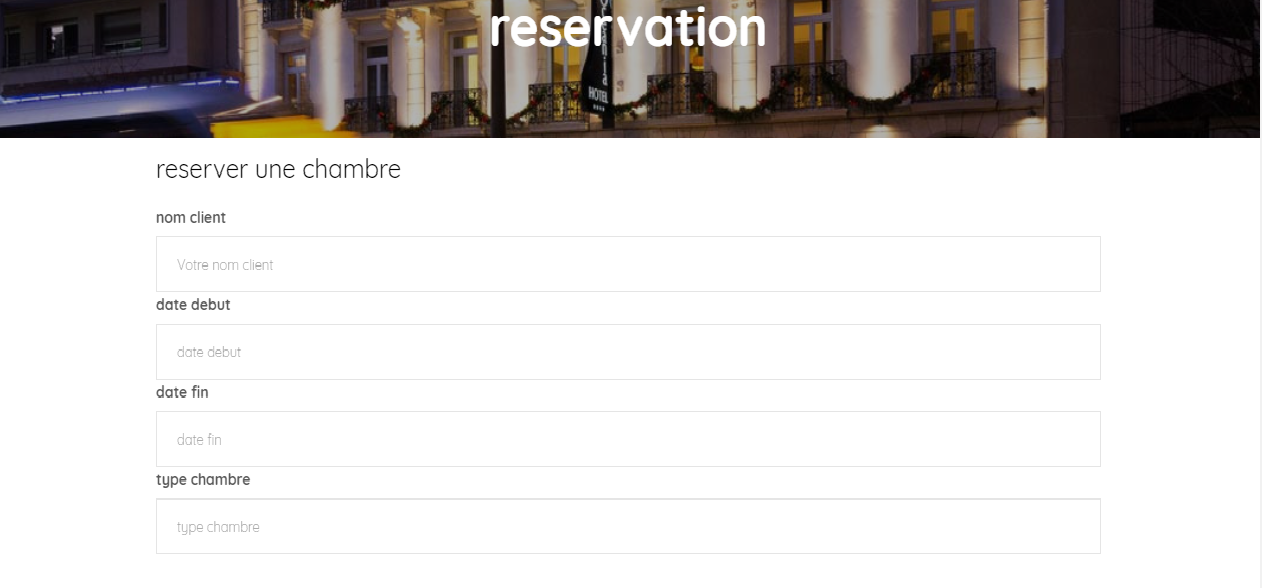 reservation
HÔTEL
reserver une chambre
nom client
Votre nom client
date debut
date debut
date fin
date fin
type chambre
type chambre